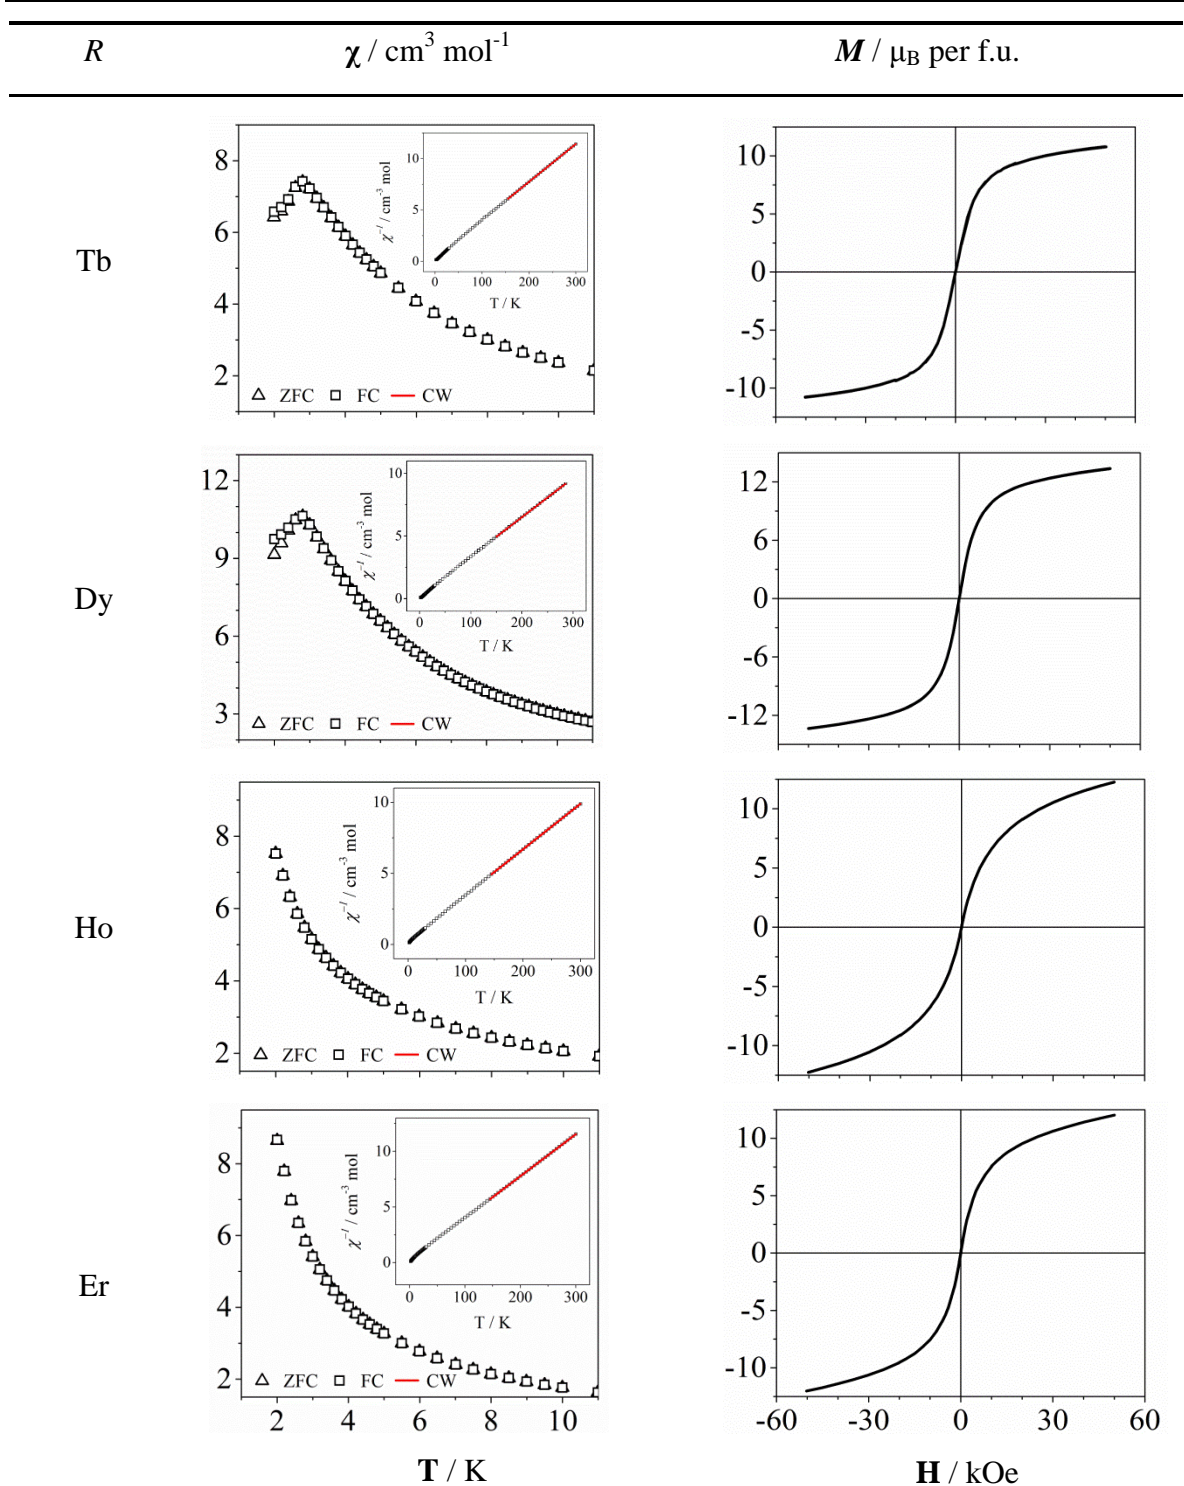 R χ / cm³ mol⁻¹ M / μB per f.u.
Tb
8
6
4
2
χ⁻¹ / cm⁻³ mol
10
5
0
0 100 200 300
T / K
ZFC FC CW
10
5
0
-5
-10
Dy
12
9
6
3
χ⁻¹ / cm⁻³ mol
10
5
0
0 100 200 300
T / K
ZFC FC CW
12
6
0
-6
-12
Ho
8
6
4
2
χ⁻¹ / cm⁻³ mol
10
5
0
0 100 200 300
T / K
ZFC FC CW
10
5
0
-5
-10
Er
8
6
4
2
χ⁻¹ / cm⁻³ mol
10
5
0
0 100 200 300
T / K
ZFC FC CW
2 4 6 8 10
T / K
10
5
0
-5
-10
-60 -30 0 30 60
H / kOe